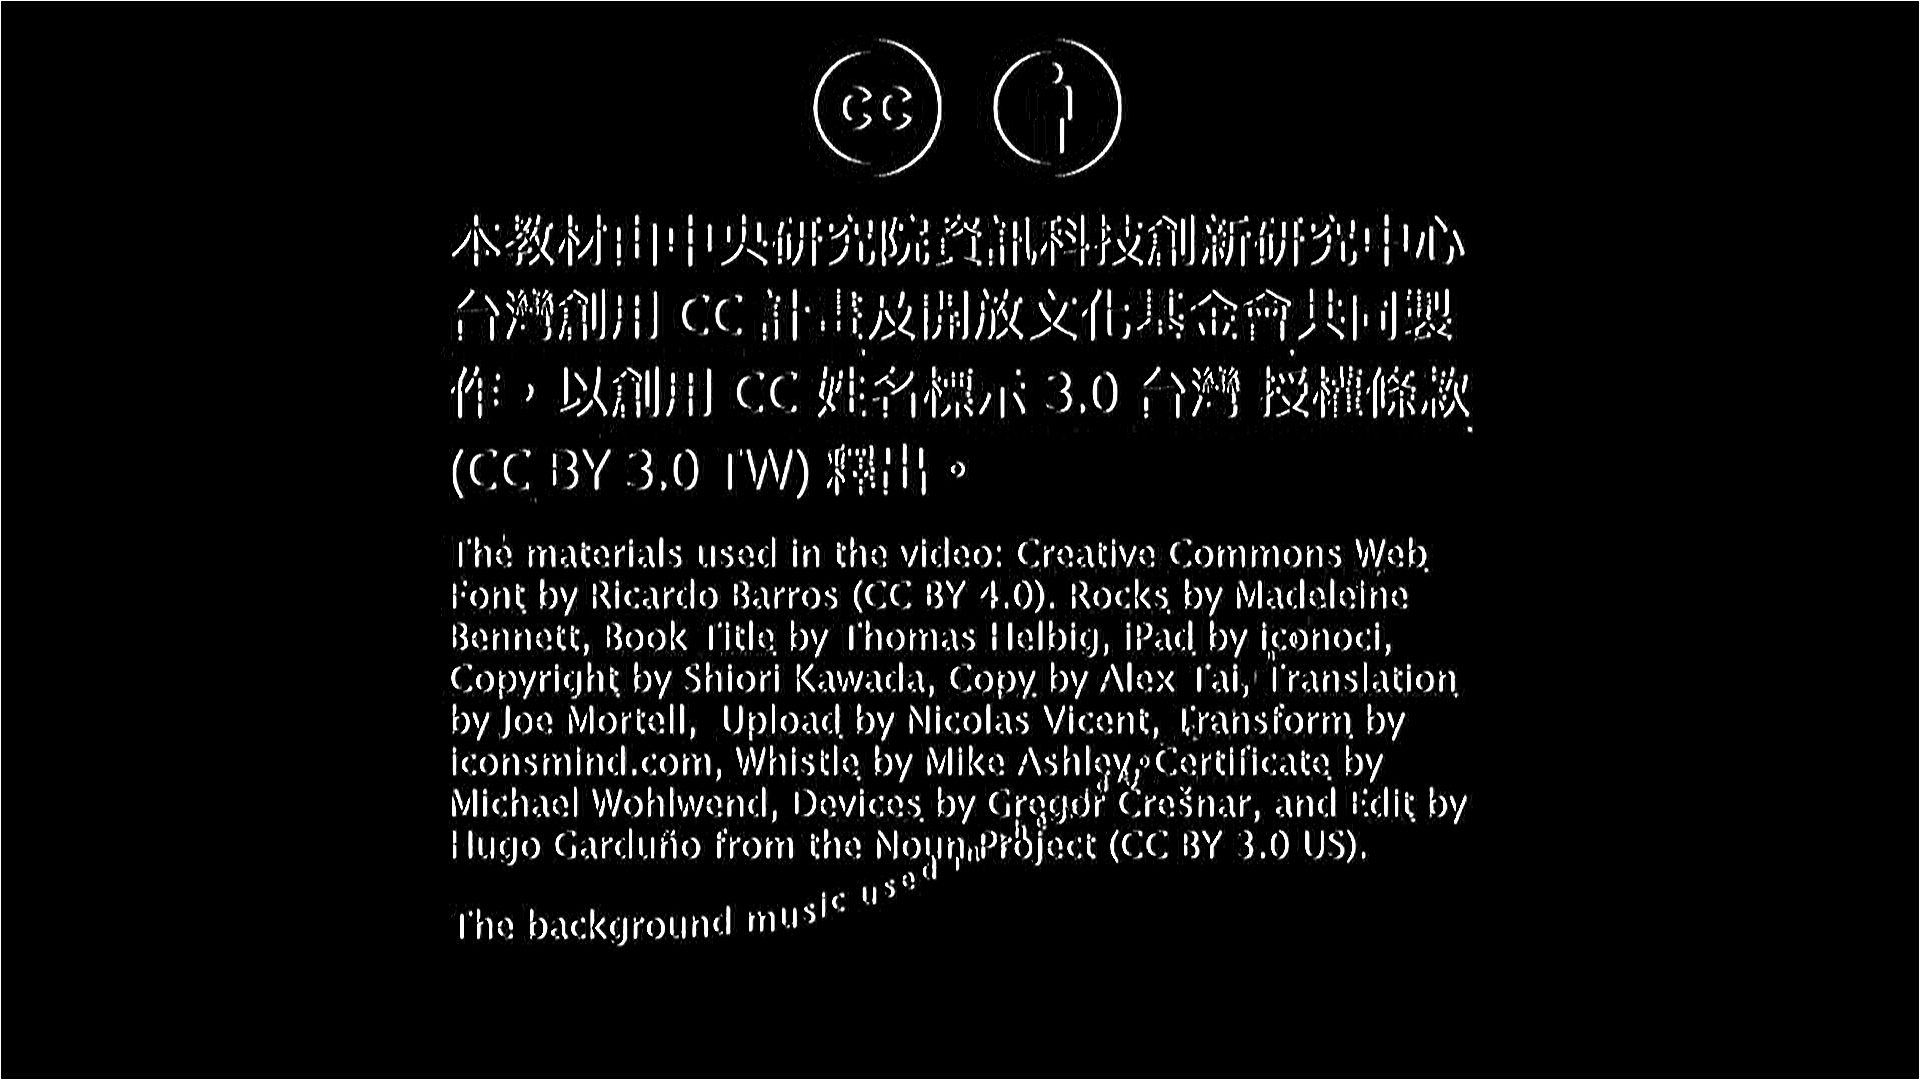 CC
本教材由中央研究院資訊科技創新研究中心
台灣創用 CC 計畫及開放文化基金會共同製
作，以創用 CC 姓名標示 3.0 台灣 授權條款
(CC BY 3.0 TW) 釋出。
The materials used in the video: Creative Commons Web
Font by Ricardo Barros (CC BY 4.0). Rocks by Madeleine
Bennett, Book Title by Thomas Helbig, iPad by iconoci,
Copyright by Shiori Kawada, Copy by Alex Tai, Translation
by Joe Mortell,  Upload by Nicolas Vicent, Transform by
iconsmind.com, Whistle by Mike Ashley, Certificate by
Michael Wohlwend, Devices by Gregor Črešnar, and Edit by
Hugo Garduño from the Noun Project (CC BY 3.0 US).
The background music used in